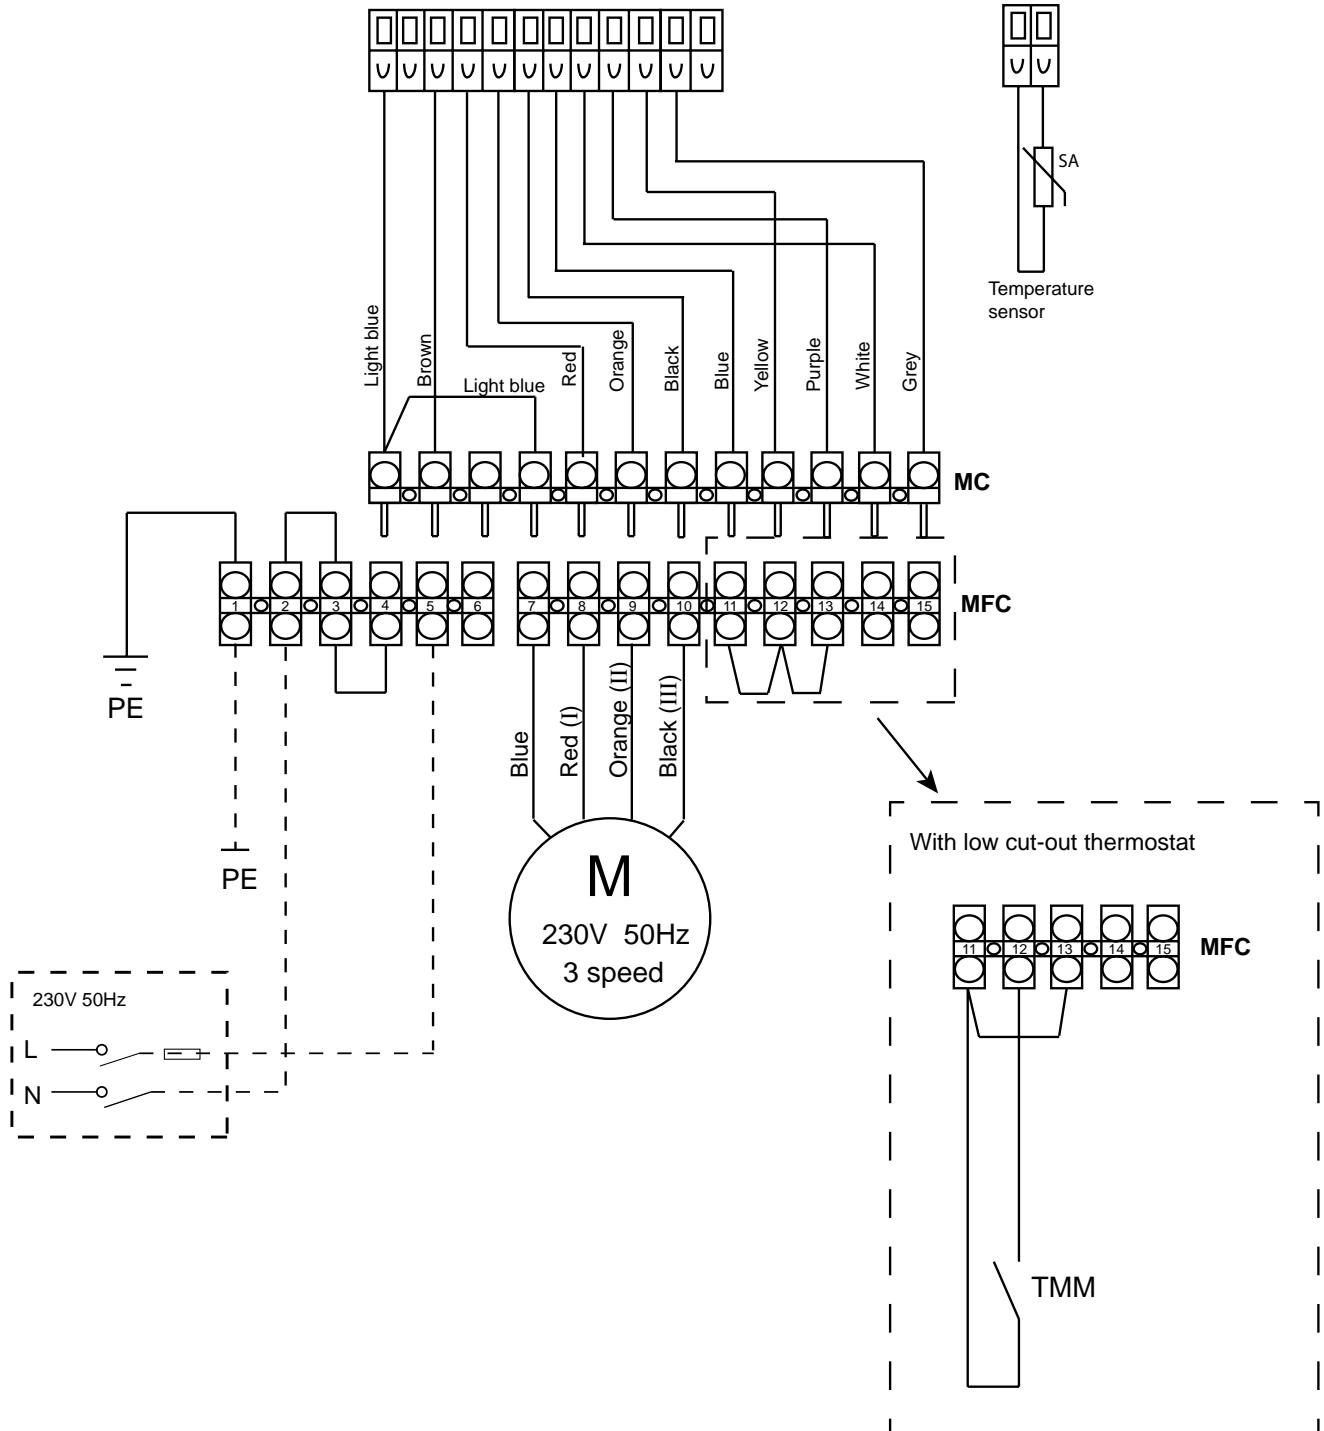 SA
Temperature
sensor
Light blue
Brown
Light blue
Red
Orange
Black
Blue
Yellow
Purple
White
Grey
MC
1 2 3 4 5 6 7 8 9 10 11 12 13 14 15
MFC
PE
PE
Blue
Red (I)
Orange (II)
Black (III)
M
230V 50Hz
3 speed
With low cut-out thermostat
11 12 13 14 15
MFC
TMM
230V 50Hz
L
N